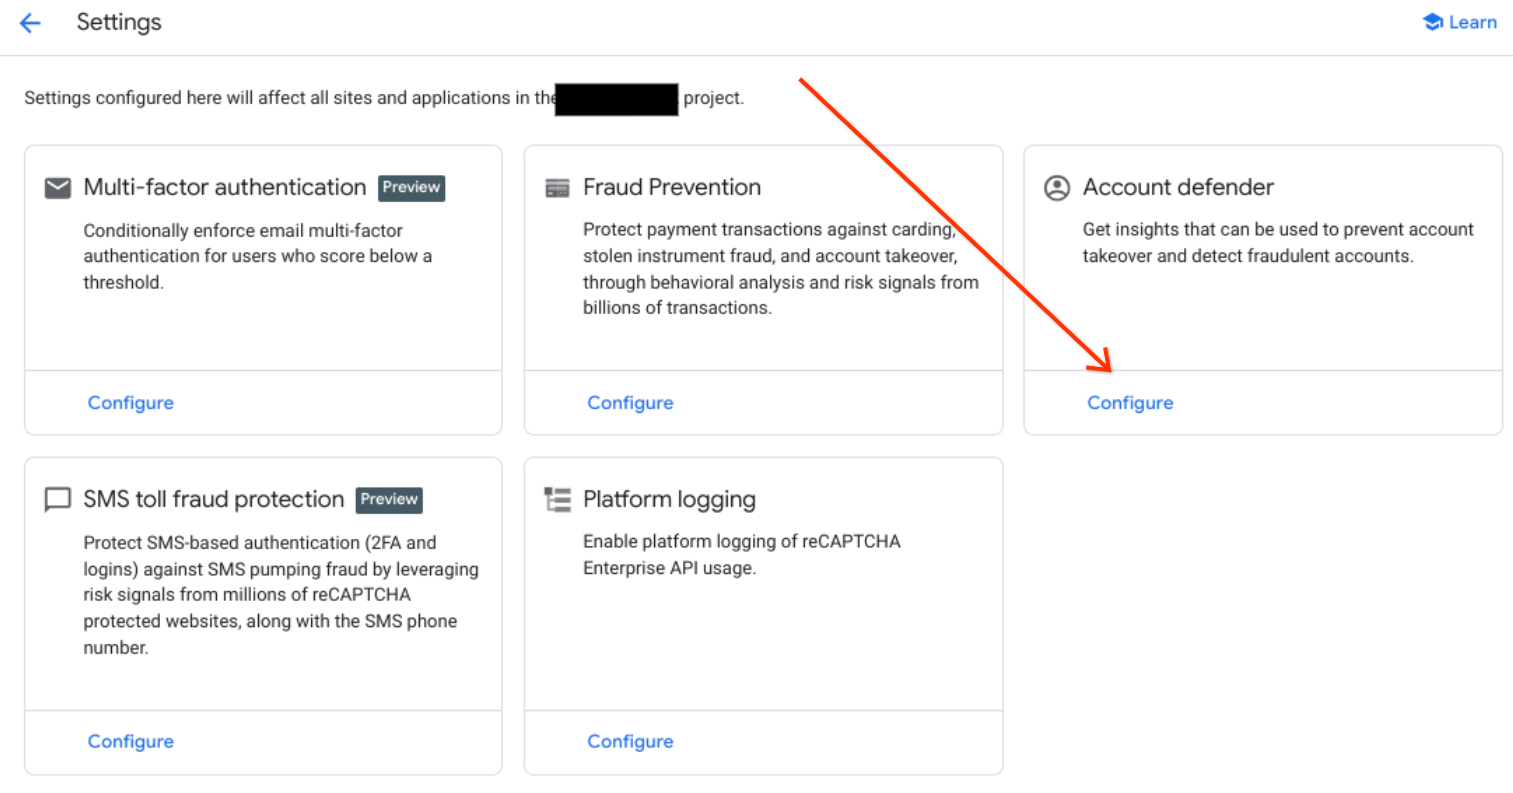 Settings
Learn
Settings configured here will affect all sites and applications in the project.
Multi-factor authentication Preview
Conditionally enforce email multi-factor
authentication for users who score below a
threshold.
Configure
Fraud Prevention
Protect payment transactions against carding,
stolen instrument fraud, and account takeover,
through behavioral analysis and risk signals from
billions of transactions.
Configure
Account defender
Get insights that can be used to prevent account
takeover and detect fraudulent accounts.
Configure
SMS toll fraud protection Preview
Protect SMS-based authentication (2FA and
logins) against SMS pumping fraud by leveraging
risk signals from millions of reCAPTCHA
protected websites, along with the SMS phone
number.
Configure
Platform logging
Enable platform logging of reCAPTCHA
Enterprise API usage.
Configure